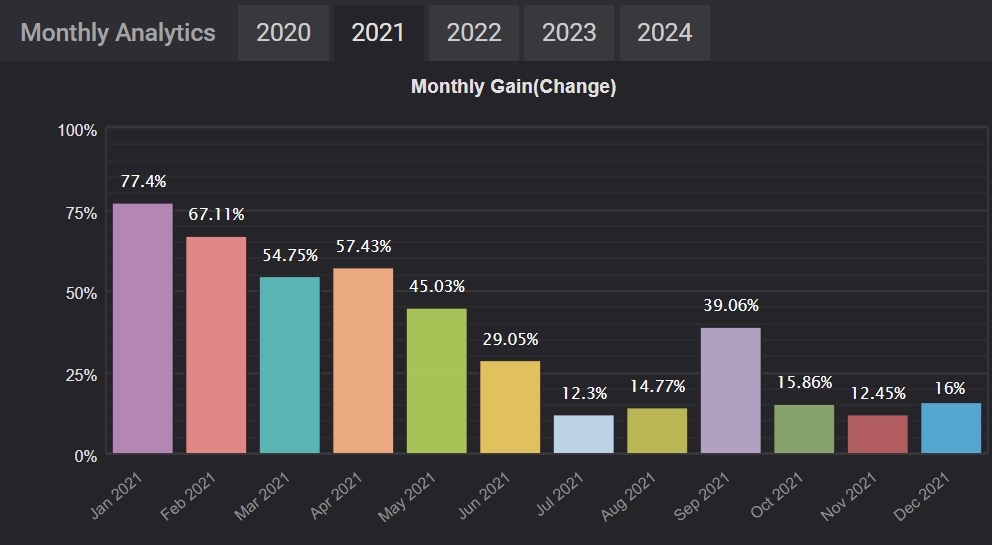 Monthly Analytics 2020 2021 2022 2023 2024
Monthly Gain(Change)
100%
75%
50%
25%
0%
77.4%
67.11%
54.75%
57.43%
45.03%
29.05%
12.3%
14.77%
39.06%
15.86%
12.45%
16%
Jan 2021
Feb 2021
Mar 2021
Apr 2021
May 2021
Jun 2021
Jul 2021
Aug 2021
Sep 2021
Oct 2021
Nov 2021
Dec 2021